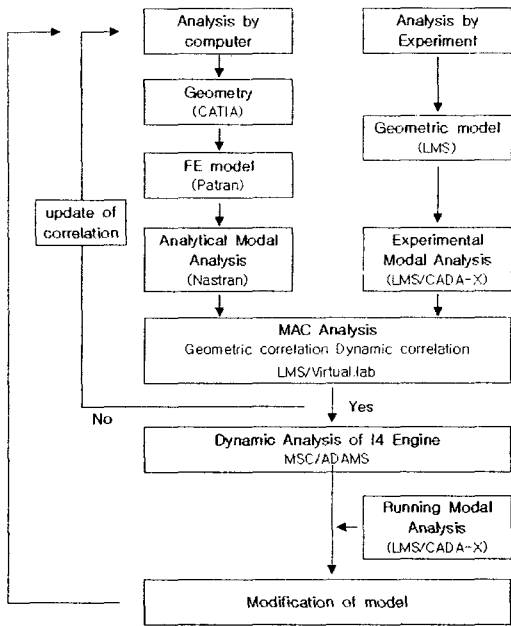 Analysis by
computer
Analysis by
Experiment
Geometry
(CATIA)
Geometric model
(LMS)
FE model
(Patran)
update of
correlation
Analytical Modal
Analysis
(Nastran)
Experimental
Modal Analysis
(LMS/CADA-X)
MAC Analysis
Geometric correlation Dynamic correlation
LMS/Virtual.lab
No
Yes
Dynamic Analysis of I4 Engine
MSC/ADAMS
Running Modal
Analysis
(LMS/CADA-X)
Modification of model